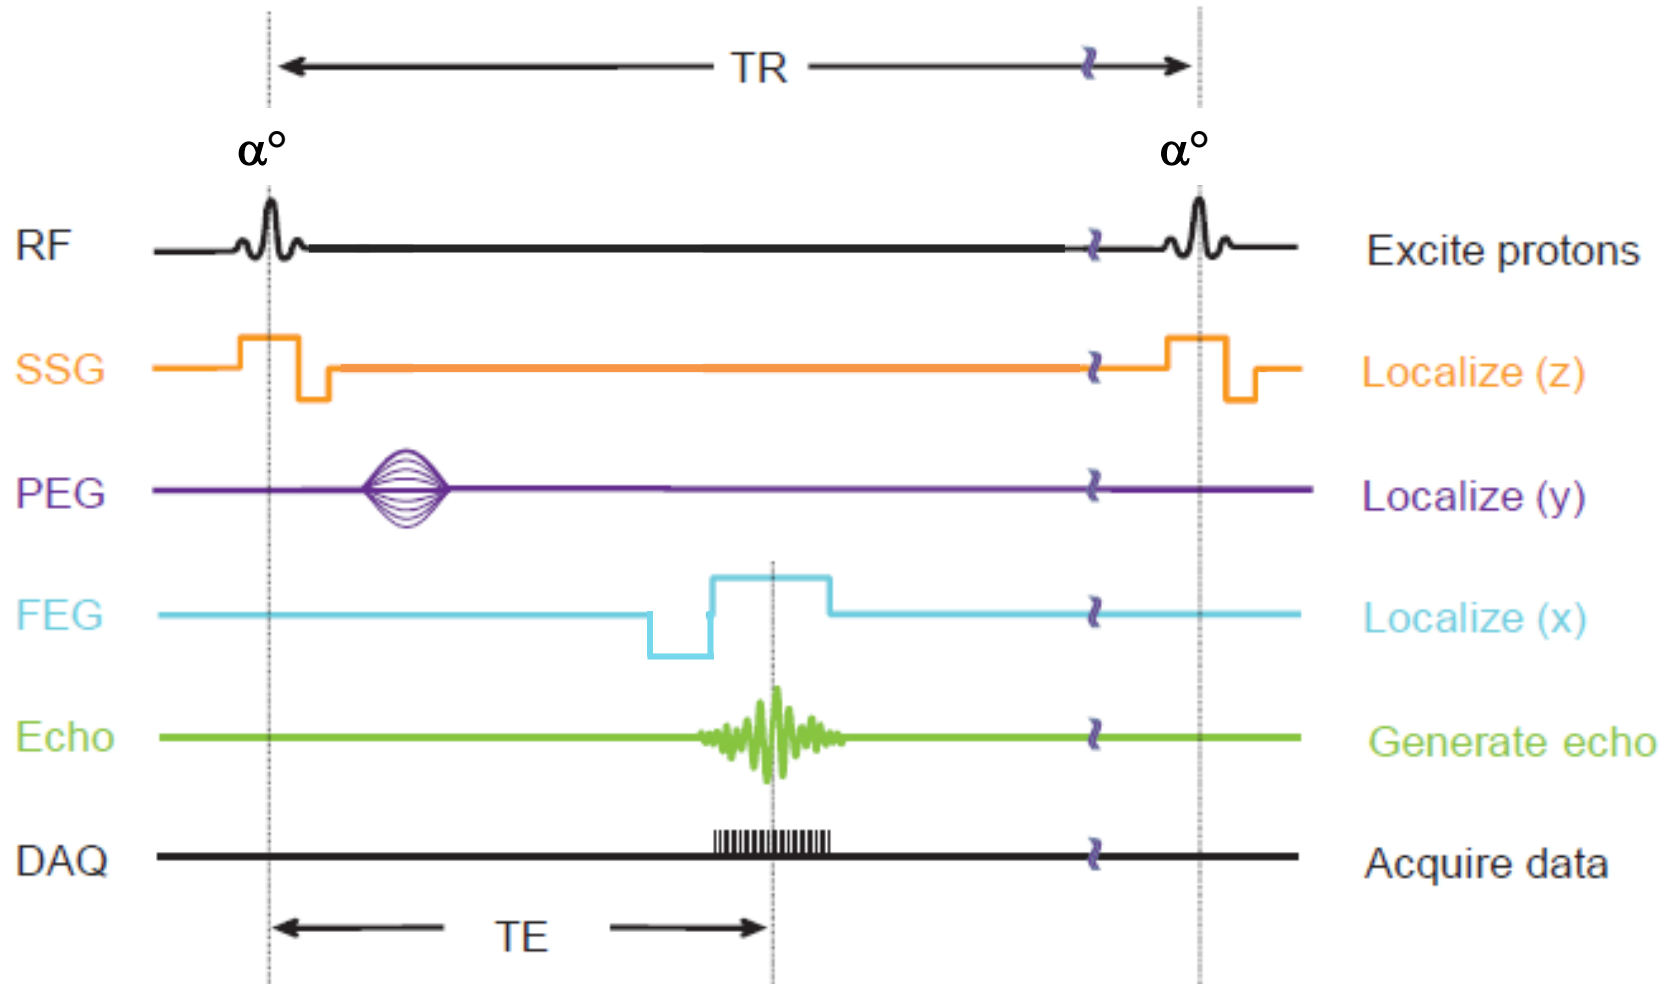 TR
α° α°
RF Excite protons
SSG Localize (z)
PEG Localize (y)
FEG Localize (x)
Echo Generate echo
DAQ Acquire data
TE